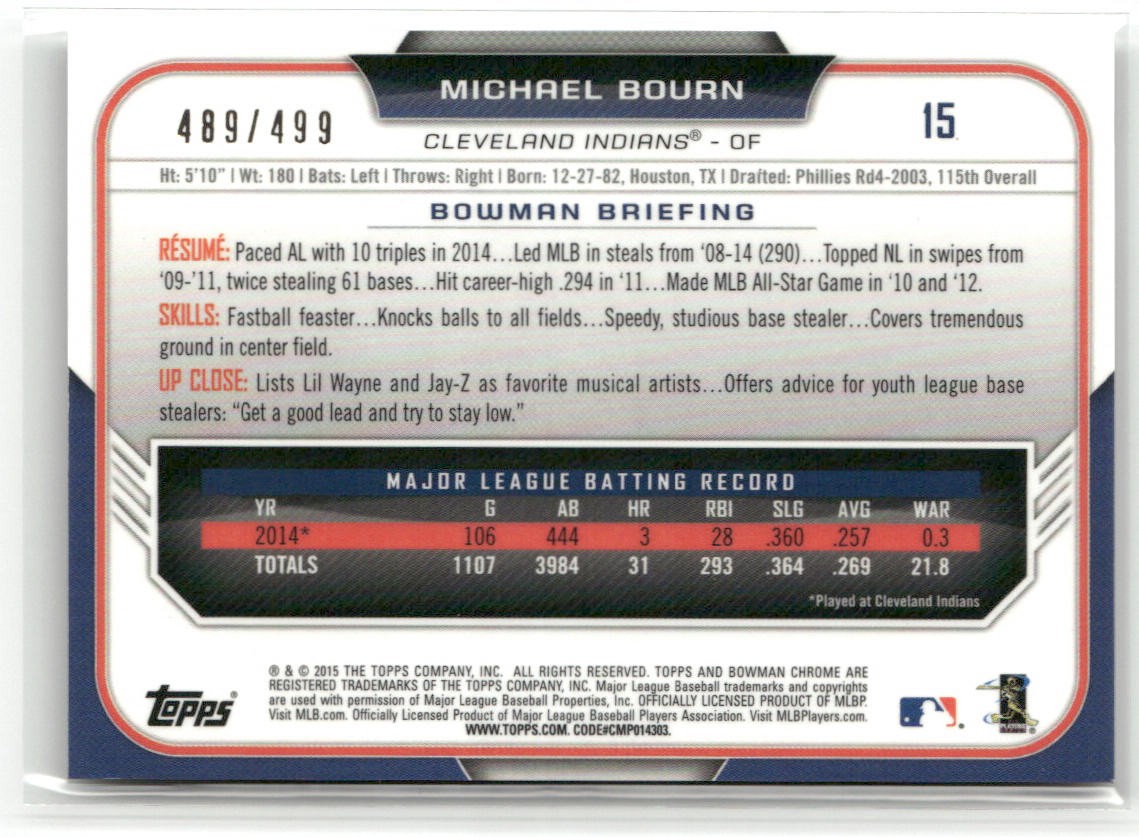 MICHAEL BOURN
489/499
15
CLEVELAND INDIANS® - OF
Ht: 5'10" | Wt: 180 | Bats: Left | Throws: Right | Born: 12-27-82, Houston, TX | Drafted: Phillies Rd4-2003, 115th Overall
BOWMAN BRIEFING
RÉSUMÉ: Paced AL with 10 triples in 2014...Led MLB in steals from '08-14 (290)...Topped NL in swipes from
'09-'11, twice stealing 61 bases...Hit career-high .294 in '11...Made MLB All-Star Game in '10 and '12.
SKILLS: Fastball feaster...Knocks balls to all fields...Speedy, studious base stealer...Covers tremendous
ground in center field.
UP CLOSE: Lists Lil Wayne and Jay-Z as favorite musical artists...Offers advice for youth league base
stealers: "Get a good lead and try to stay low."
MAJOR LEAGUE BATTING RECORD
YR G AB HR RBI SLG AVG WAR
2014* 106 444 3 28 .360 .257 0.3
TOTALS 1107 3984 31 293 .364 .269 21.8
*Played at Cleveland Indians
® & © 2015 THE TOPPS COMPANY, INC. ALL RIGHTS RESERVED. TOPPS AND BOWMAN CHROME ARE
REGISTERED TRADEMARKS OF THE TOPPS COMPANY, INC. Major League Baseball trademarks and copyrights
are used with permission of Major League Baseball Properties, Inc. OFFICIALLY LICENSED PRODUCT OF MLBP.
Visit MLB.com. Officially Licensed Product of Major League Baseball Players Association. Visit MLBPlayers.com.
WWW.TOPPS.COM. CODE#CMP014303.
Topps®